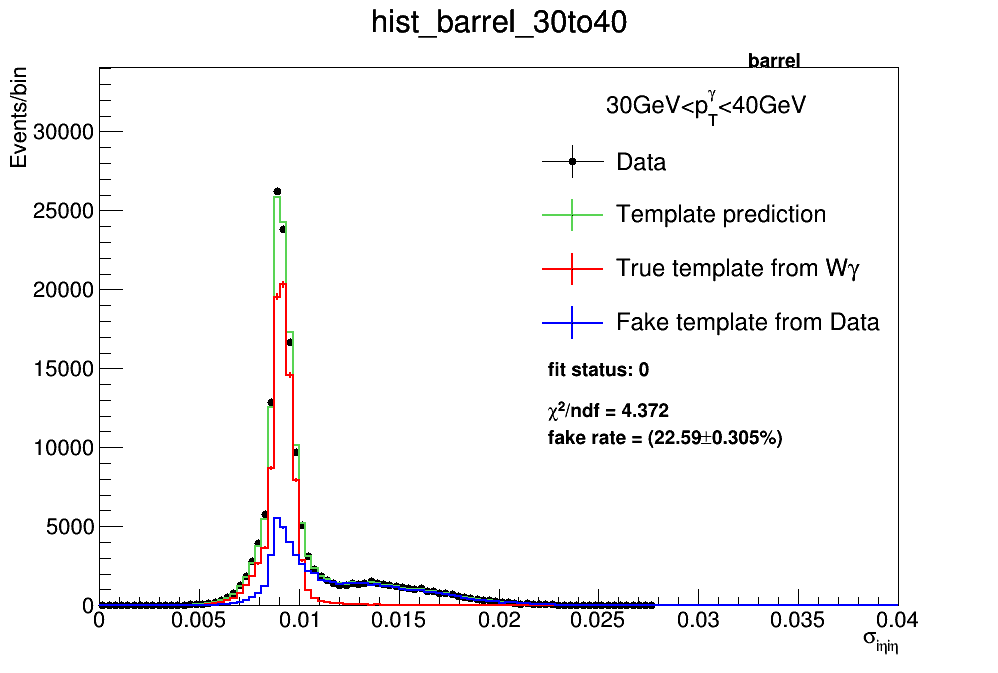 hist_barrel_30to40
barrel
Events/bin
30GeV<p_T^γ<40GeV
Data
Template prediction
True template from Wγ
Fake template from Data
fit status: 0
χ²/ndf = 4.372
fake rate = (22.59±0.305%)
30000
25000
20000
15000
10000
5000
0
0 0.005 0.01 0.015 0.02 0.025 0.03 0.035 0.04
σiηiη